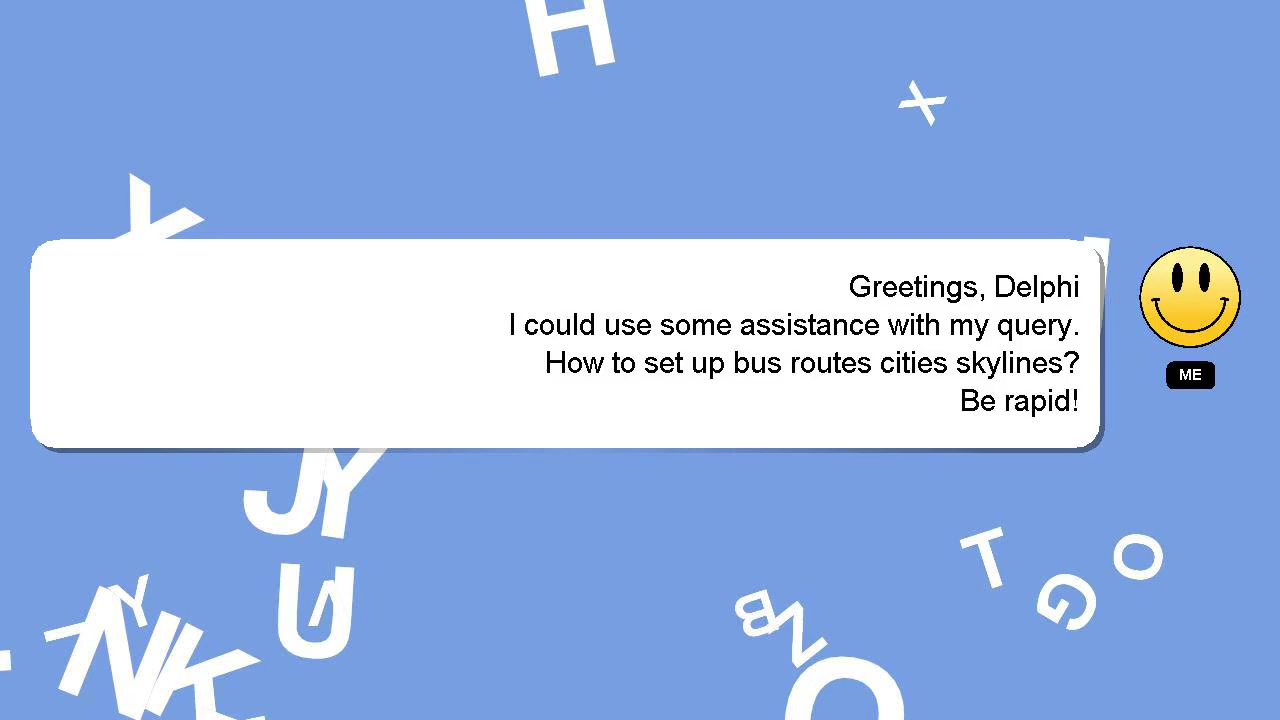 H
X
Y
Greetings, Delphi
I could use some assistance with my query.
How to set up bus routes cities skylines?
Be rapid!
ME
J
Y
U
T
O
G
B
N
Y
N
K
O